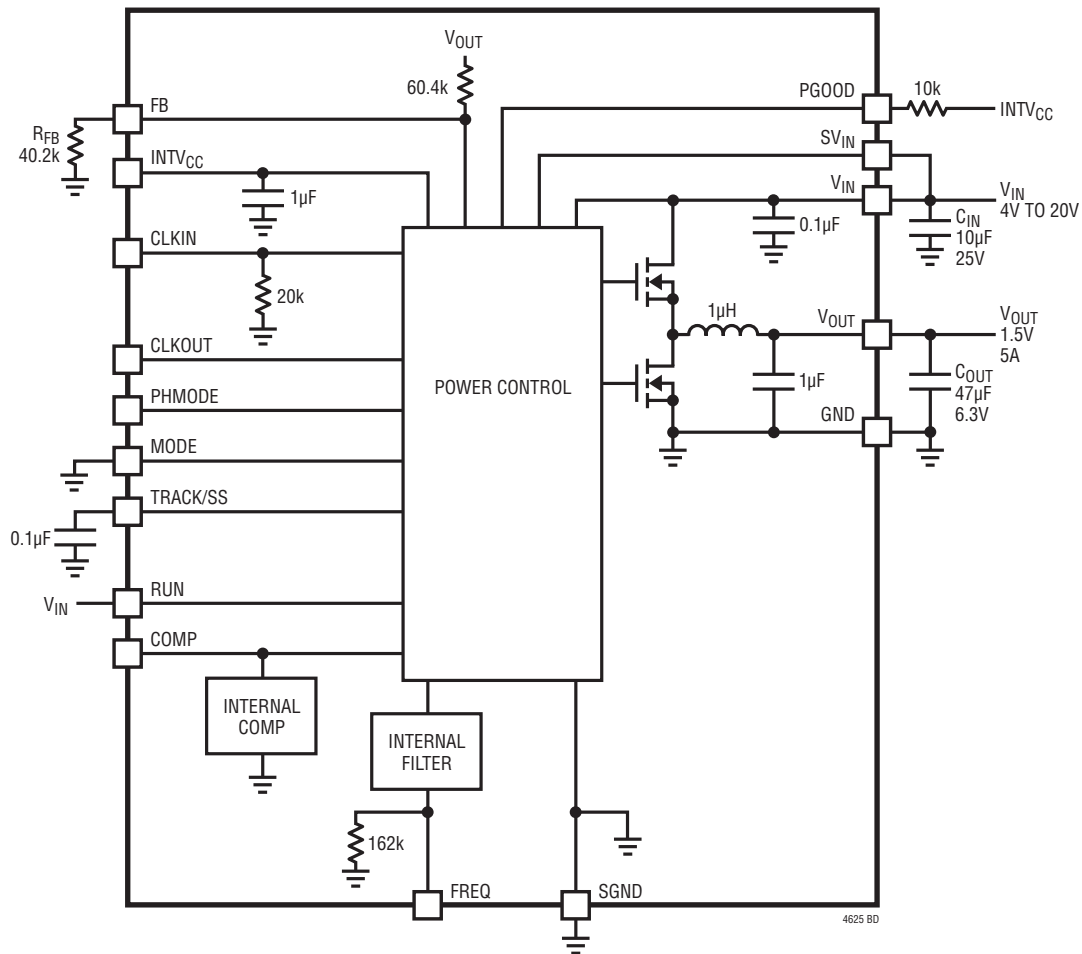 VOUT
60.4k
FB
RFB
40.2k
INTVCC
1µF
CLKIN
20k
CLKOUT
PHMODE
MODE
TRACK/SS
0.1µF
RUN
VIN
COMP
INTERNAL
COMP
INTERNAL
FILTER
162k
FREQ
SGND
POWER CONTROL
PGOOD
10k
INTVCC
SVIN
VIN
VIN
4V TO 20V
0.1µF
CIN
10µF
25V
1µH
VOUT
VOUT
1.5V
5A
1µF
COUT
47µF
6.3V
GND
4625 BD